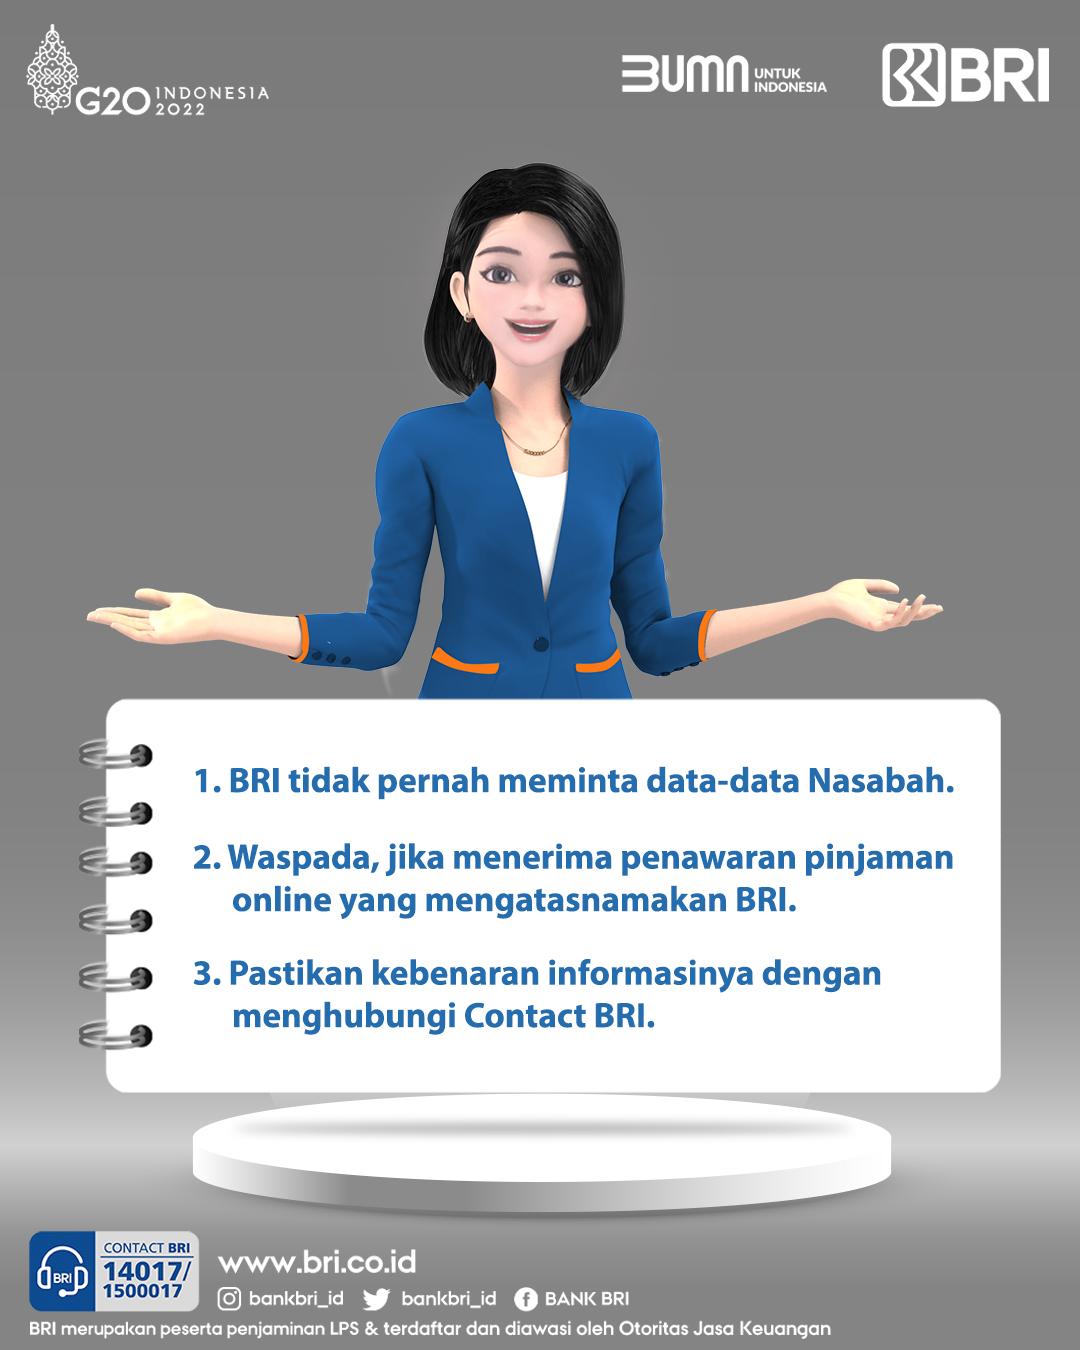 G20 INDONESIA
2022
BUMN UNTUK
INDONESIA
BRI
1. BRI tidak pernah meminta data-data Nasabah.
2. Waspada, jika menerima penawaran pinjaman
online yang mengatasnamakan BRI.
3. Pastikan kebenaran informasinya dengan
menghubungi Contact BRI.
BRI
CONTACT BRI
14017/
1500017
www.bri.co.id
bankbri_id bankbri_id BANK BRI
BRI merupakan peserta penjaminan LPS & terdaftar dan diawasi oleh Otoritas Jasa Keuangan